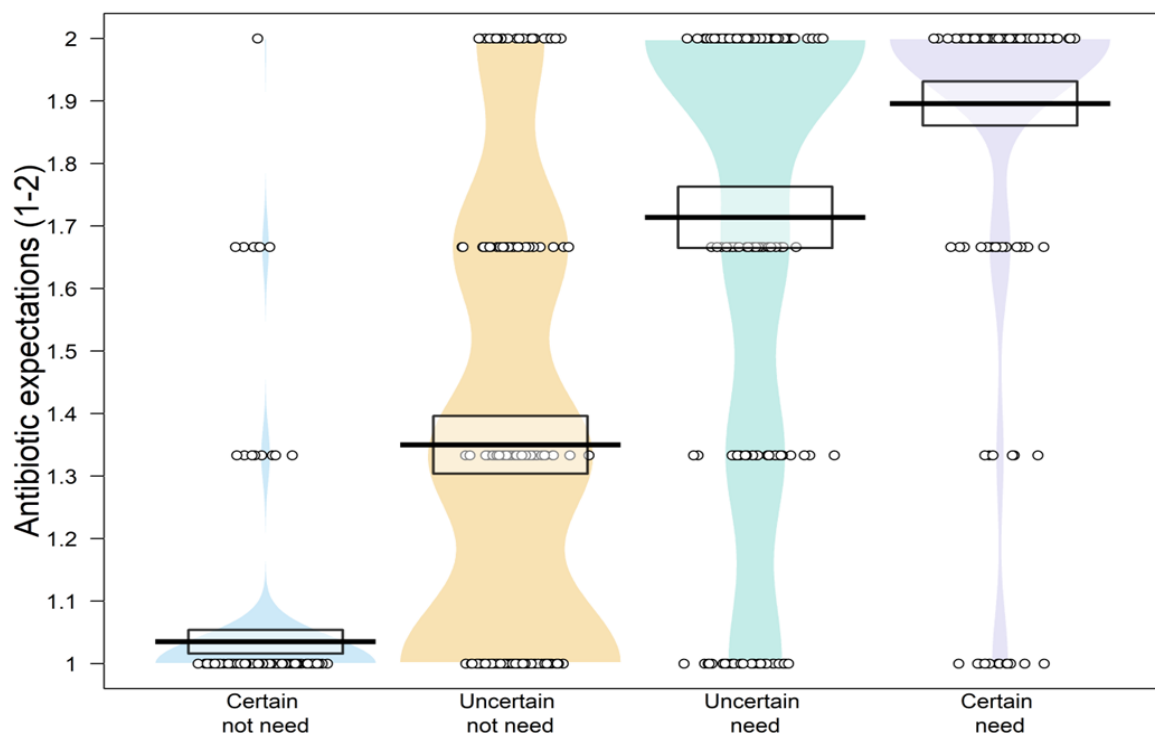 Antibiotic expectations (1-2)
2
1.9
1.8
1.7
1.6
1.5
1.4
1.3
1.2
1.1
1
Certain
not need
Uncertain
not need
Uncertain
need
Certain
need